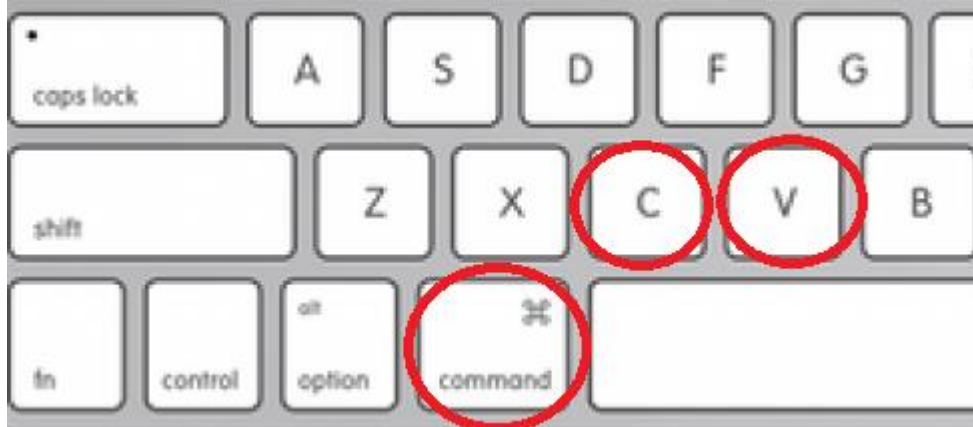 caps lock A S D F G
shift Z X C V B
alt ⌘
fn control option command